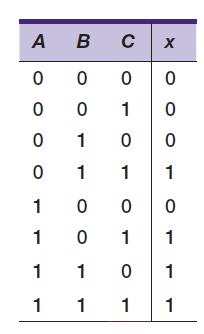 A B C x
0 0 0 0
0 0 1 0
0 1 0 0
0 1 1 1
1 0 0 0
1 0 1 1
1 1 0 1
1 1 1 1